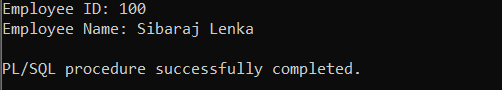 Employee ID: 100
Employee Name: Sibaraj Lenka
PL/SQL procedure successfully completed.